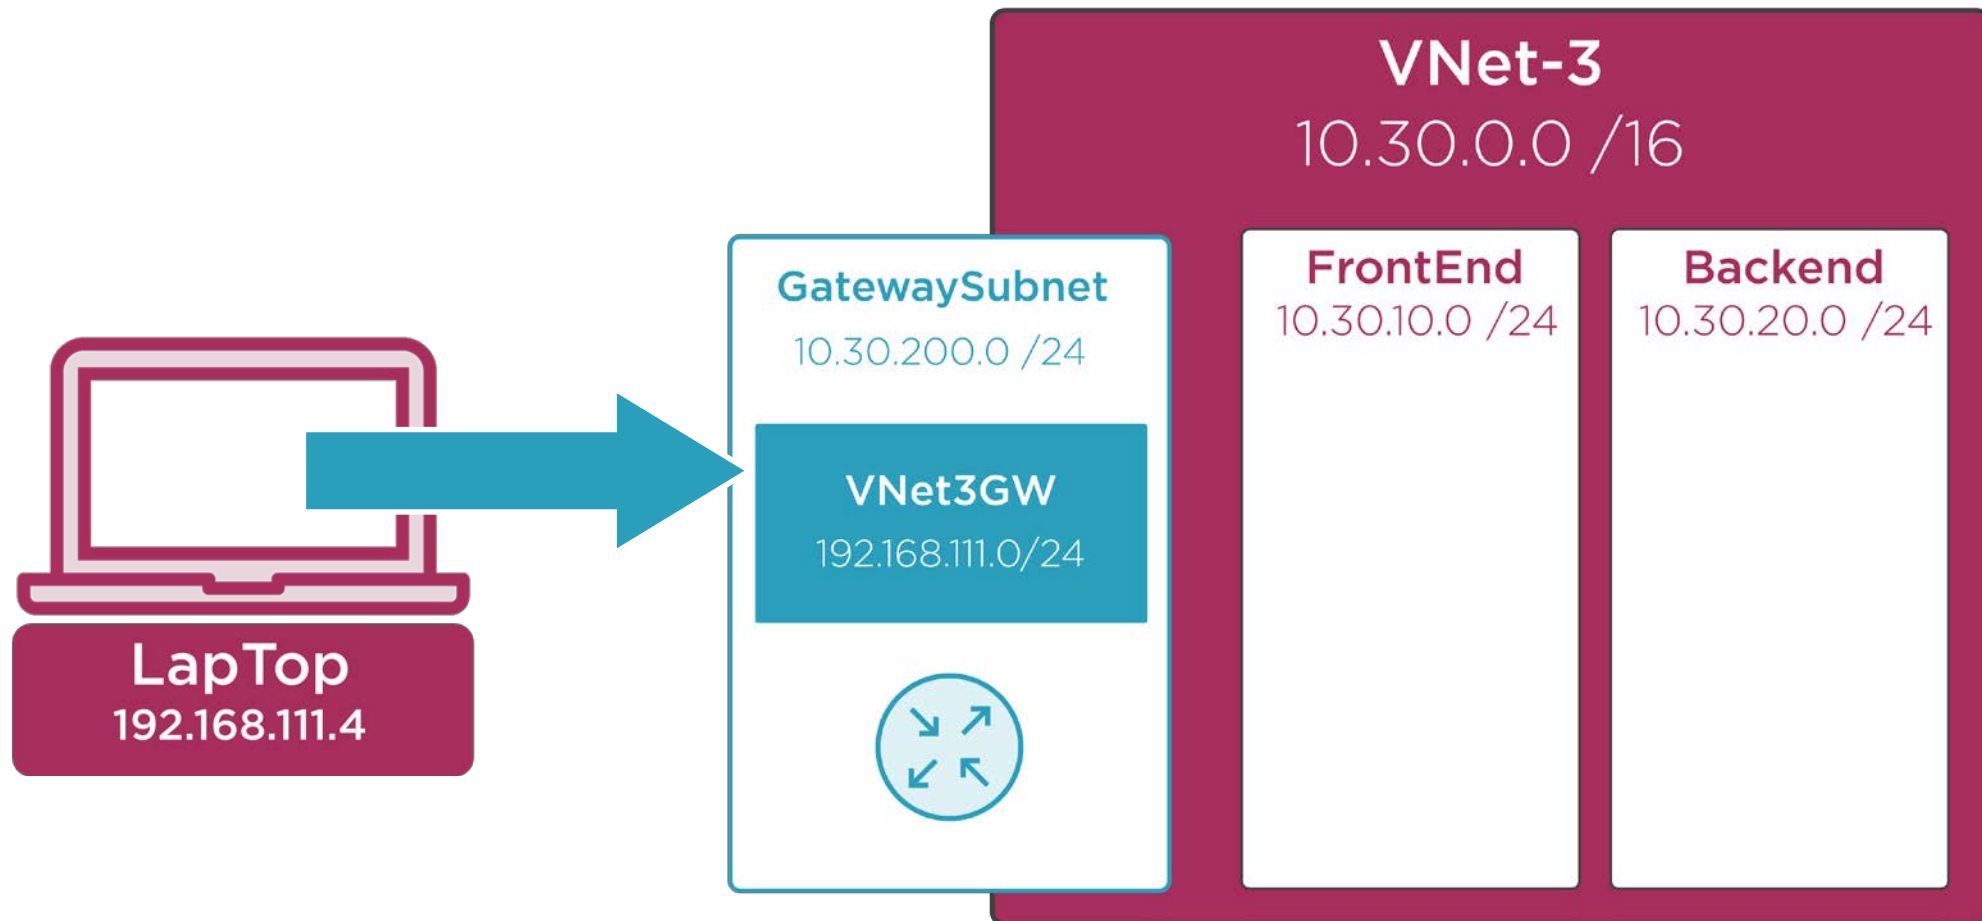 VNet-3
10.30.0.0 /16
GatewaySubnet
10.30.200.0 /24
VNet3GW
192.168.111.0/24
FrontEnd
10.30.10.0 /24
Backend
10.30.20.0 /24
LapTop
192.168.111.4